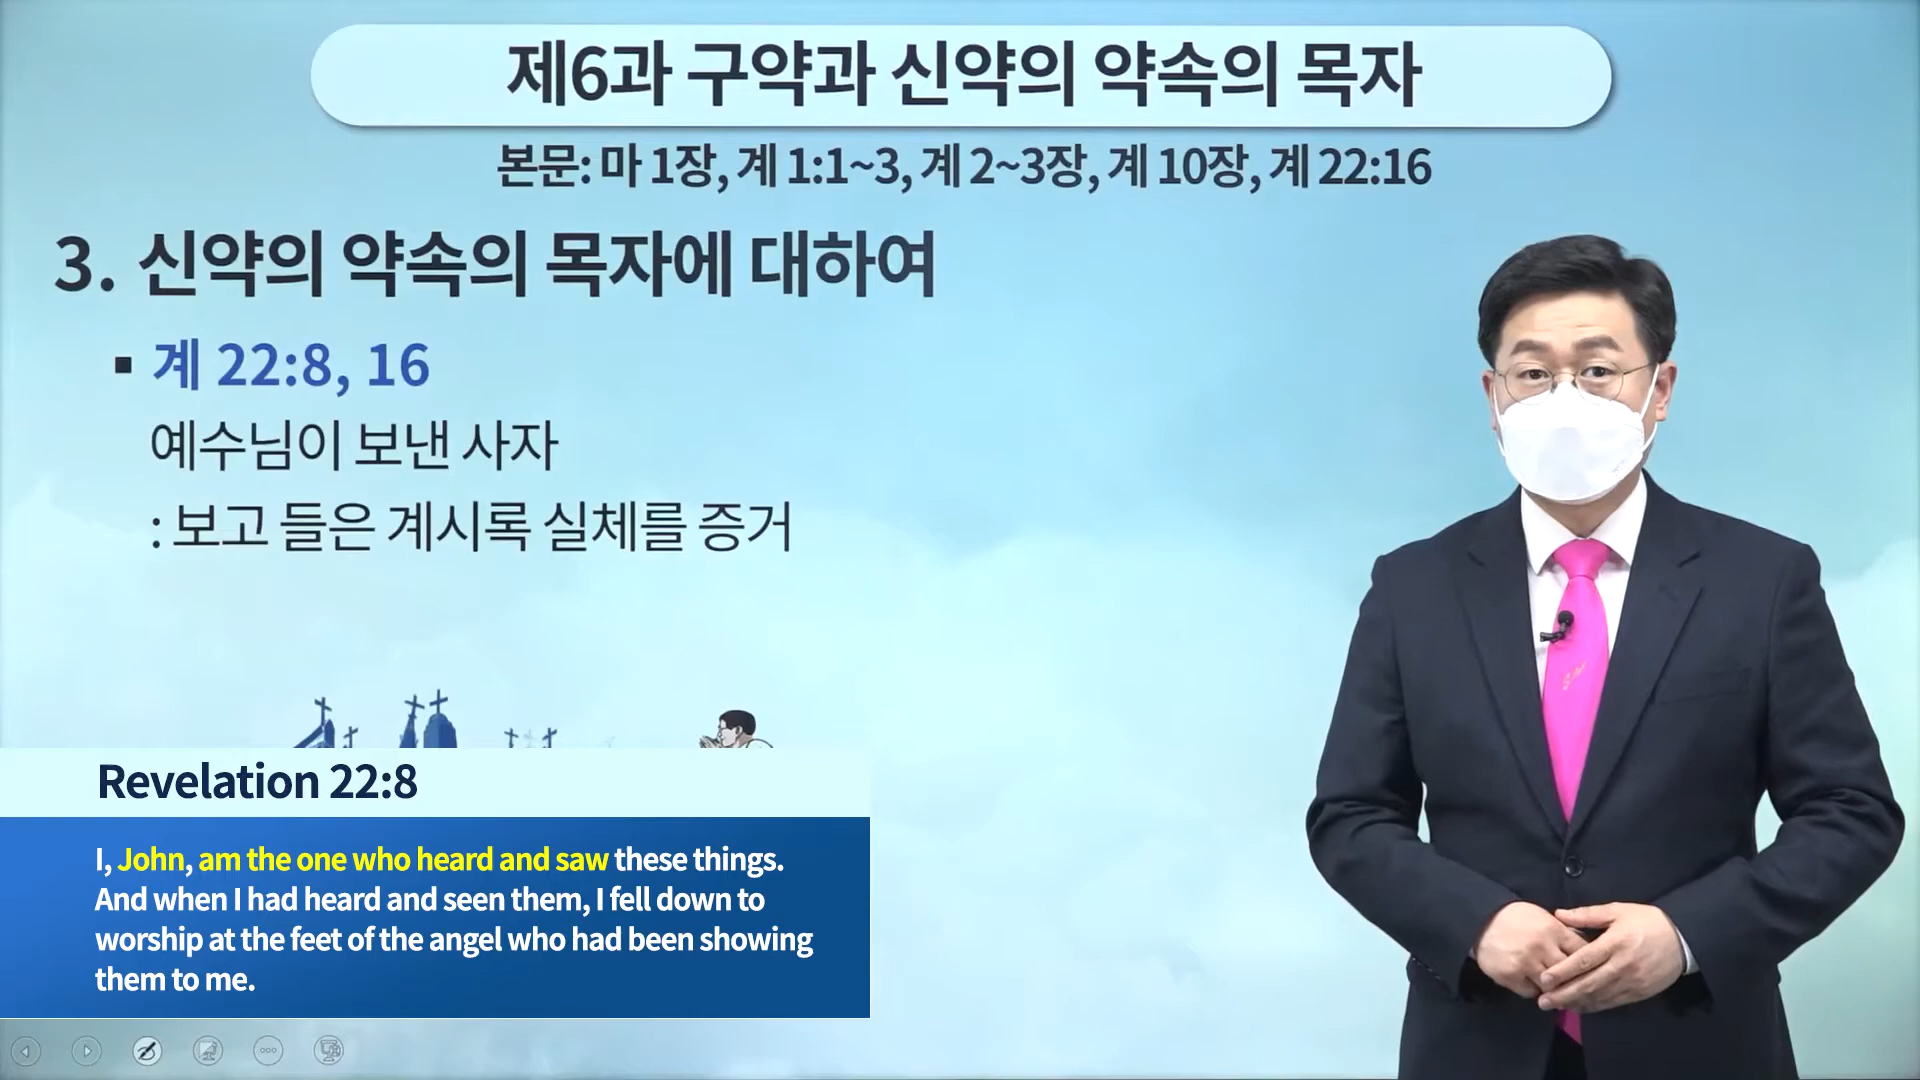 제6과 구약과 신약의 약속의 목자
본문: 마 1장, 계 1:1~3, 계 2~3장, 계 10장, 계 22:16
3. 신약의 약속의 목자에 대하여
▪ 계 22:8, 16
예수님이 보낸 사자
: 보고 들은 계시록 실체를 증거
Revelation 22:8
I, John, am the one who heard and saw these things.
And when I had heard and seen them, I fell down to
worship at the feet of the angel who had been showing
them to me.